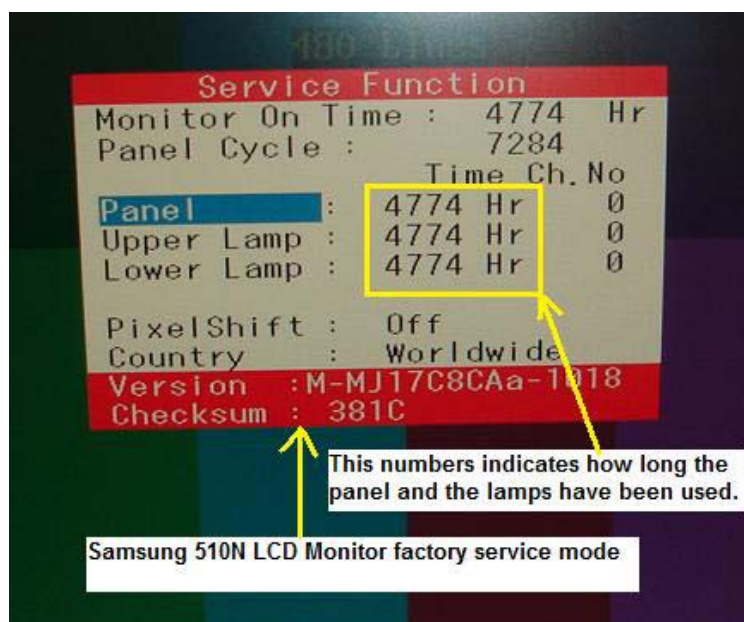 480 Lines
Service Function
Monitor On Time : 4774 Hr
Panel Cycle : 7284
Time Ch.No
Panel : 4774 Hr 0
Upper Lamp : 4774 Hr 0
Lower Lamp : 4774 Hr 0
PixelShift : Off
Country : Worldwide
Version :M-MJ17C8CAa-1018
Checksum : 381C
This numbers indicates how long the
panel and the lamps have been used.
Samsung 510N LCD Monitor factory service mode